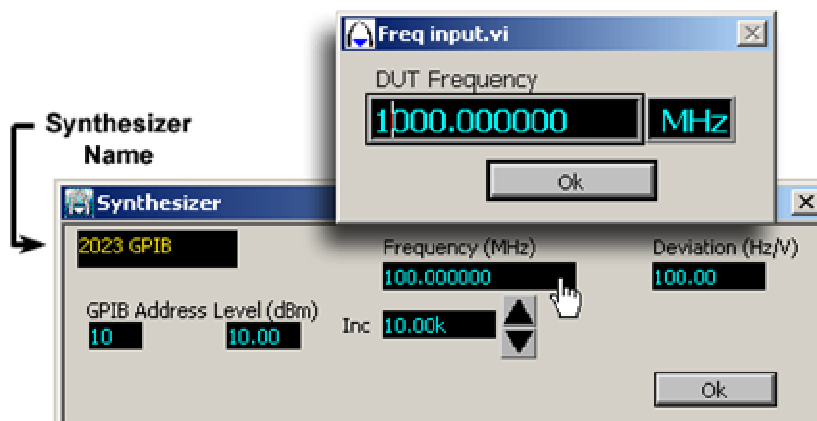 Freq input.vi
DUT Frequency
1000.000000 MHz
Ok
Synthesizer
Name
Synthesizer
2023 GPIB
Frequency (MHz)
Deviation (Hz/V)
100.000000
100.00
GPIB Address Level (dBm)
10 10.00
Inc 10.00k
Ok